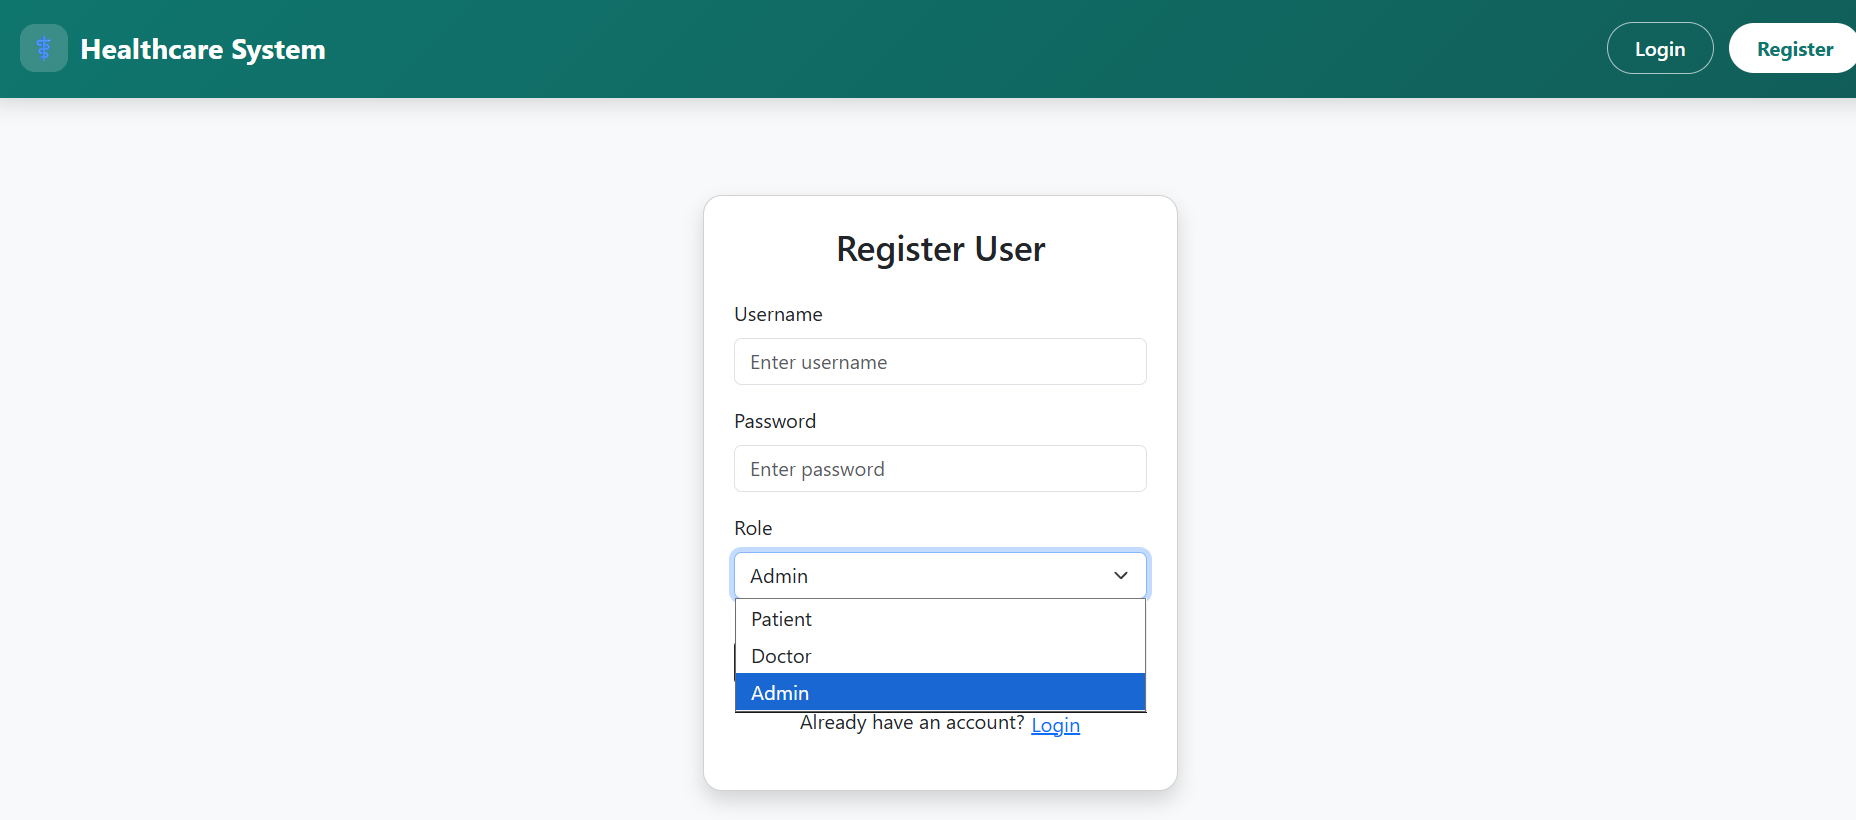 Healthcare System
Login
Register
Register User
Username
Enter username
Password
Enter password
Role
Admin
Patient
Doctor
Admin
Already have an account? Login